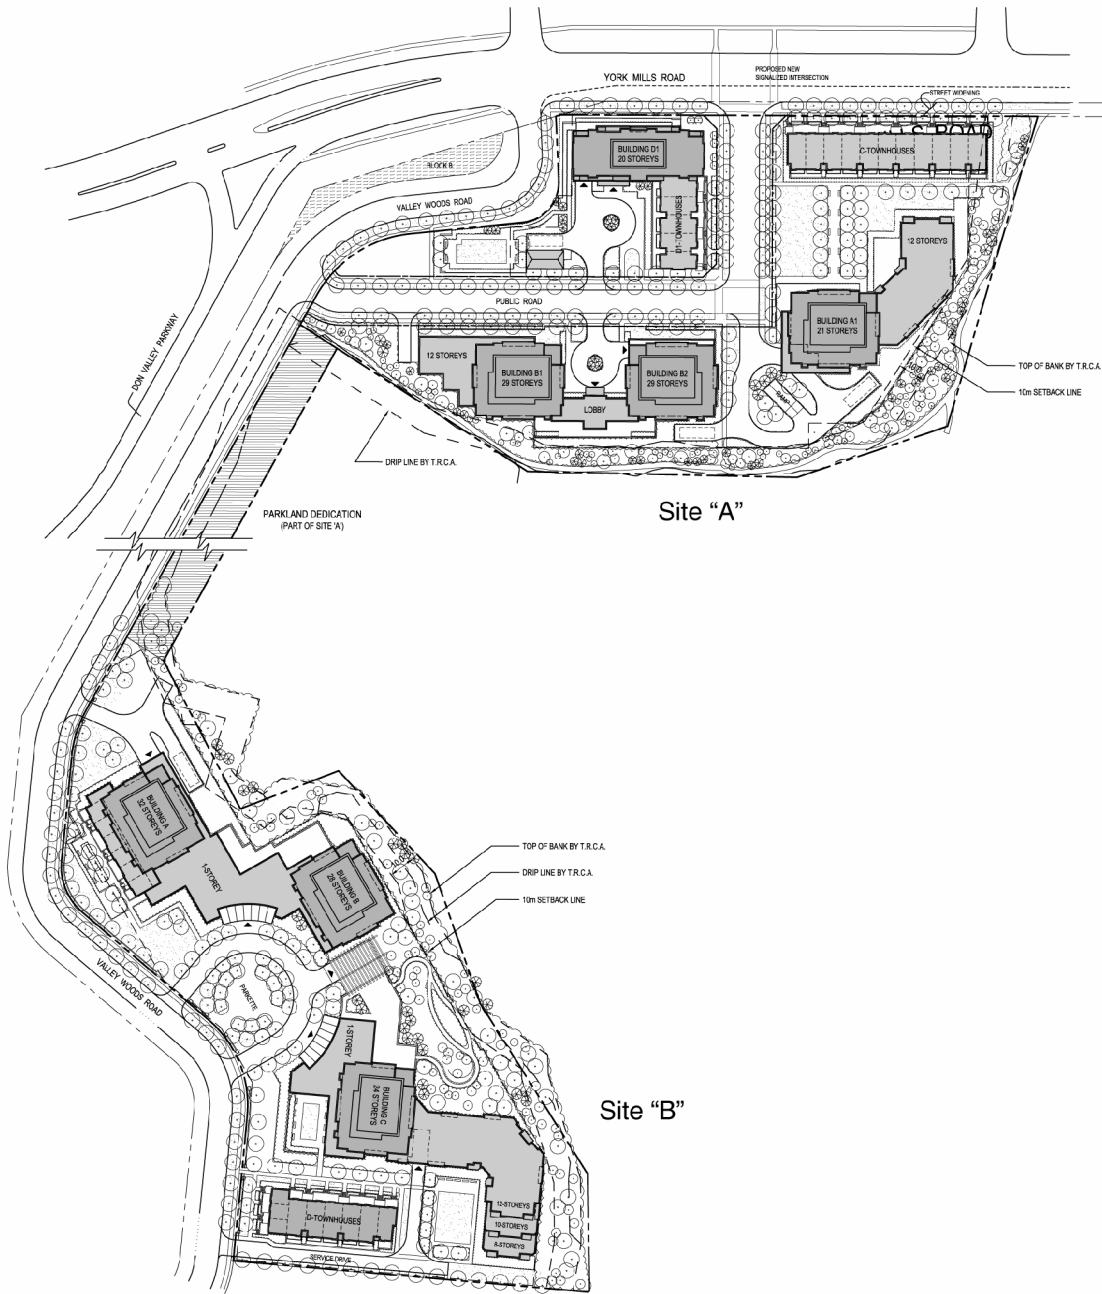 YORK MILLS ROAD
PROPOSED NEW
SIGNALIZED INTERSECTION
STREET WIDENING
BUILDING D1
20 STOREYS
C-TOWNHOUSES
BLOCK B
VALLEY WOODS ROAD
D1-TOWNHOUSES
12 STOREYS
PUBLIC ROAD
BUILDING A1
21 STOREYS
DON VALLEY PARKWAY
12 STOREYS
BUILDING B1
29 STOREYS
BUILDING B2
29 STOREYS
TOP OF BANK BY T.R.C.A.
10m SETBACK LINE
RAMP
LOBBY
DRIP LINE BY T.R.C.A.
Site “A”
PARKLAND DEDICATION
(PART OF SITE 'A')
BUILDING A
32 STOREYS
1-STOREY
BUILDING B
28 STOREYS
TOP OF BANK BY T.R.C.A.
DRIP LINE BY T.R.C.A.
10m SETBACK LINE
VALLEY WOODS ROAD
PARKETTE
1-STOREY
BUILDING C
24 STOREYS
Site “B”
12-STOREYS
10-STOREYS
8-STOREYS
D-TOWNHOUSES
SERVICE DRIVE